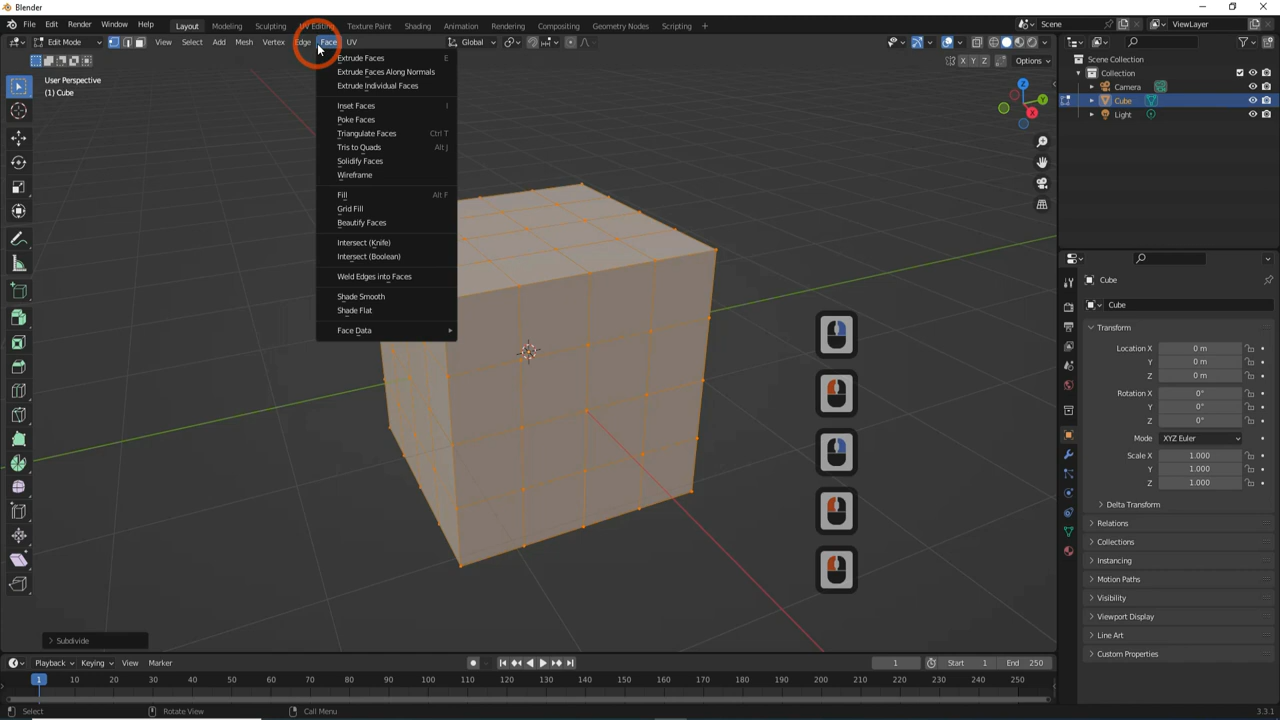 Blender
File Edit Render Window Help Layout Modeling Sculpting UV Editing Texture Paint Shading Animation Rendering Compositing Geometry Nodes Scripting Scene ViewLayer
Edit Mode View Select Add Mesh Vertex Edge Face UV Global
X Y Z Options
User Perspective
(1) Cube
Extrude Faces E
Extrude Faces Along Normals
Extrude Individual Faces
Inset Faces I
Poke Faces
Triangulate Faces Ctrl T
Tris to Quads Alt J
Solidify Faces
Wireframe
Fill Alt F
Grid Fill
Beautify Faces
Intersect (Knife)
Intersect (Boolean)
Weld Edges into Faces
Shade Smooth
Shade Flat
Face Data
Z
Y
X
Scene Collection
Collection
Camera
Cube
Light
Cube
Cube
Transform
Location X 0 m
Y 0 m
Z 0 m
Rotation X 0°
Y 0°
Z 0°
Mode XYZ Euler
Scale X 1.000
Y 1.000
Z 1.000
Delta Transform
Relations
Collections
Instancing
Motion Paths
Visibility
Viewport Display
Line Art
Custom Properties
Subdivide
Playback Keying View Marker 1 Start 1 End 250
1 10 20 30 40 50 60 70 80 90 100 110 120 130 140 150 160 170 180 190 200 210 220 230 240 250
Select Rotate View Call Menu 3.3.1